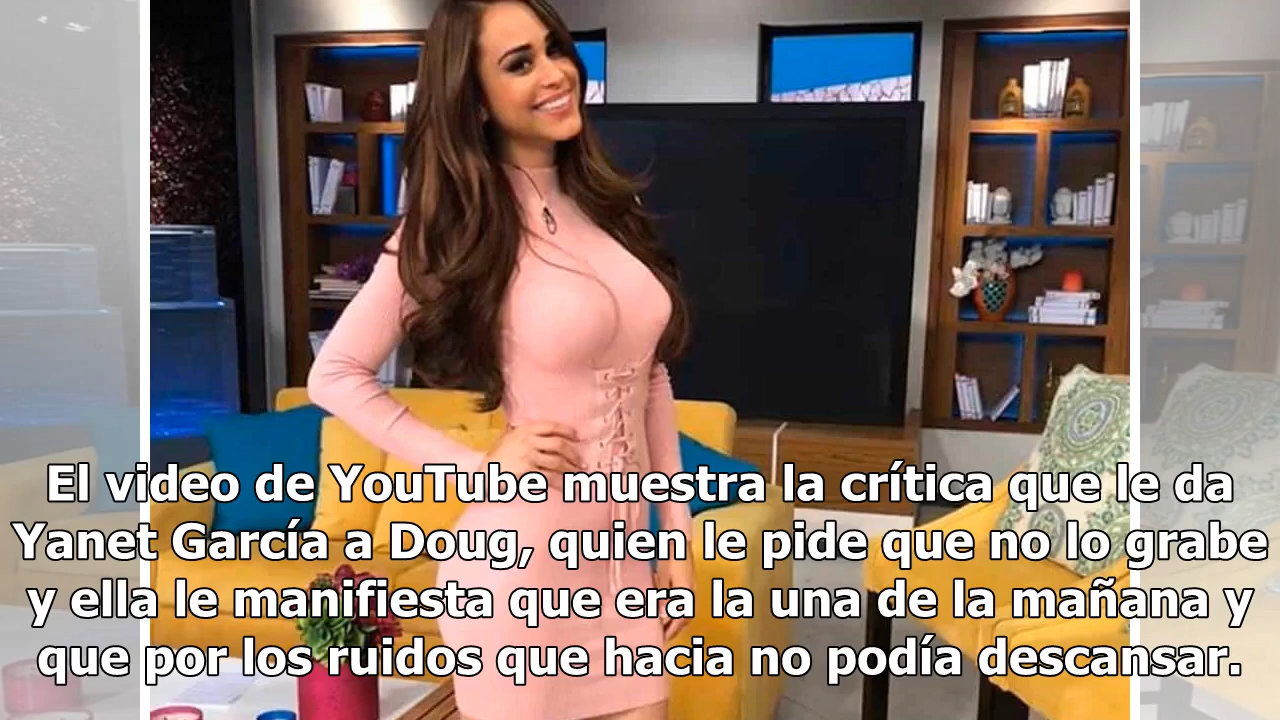 El video de YouTube muestra la crítica que le da
Yanet García a Doug, quien le pide que no lo grabe
y ella le manifiesta que era la una de la mañana y
que por los ruidos que hacia no podía descansar.